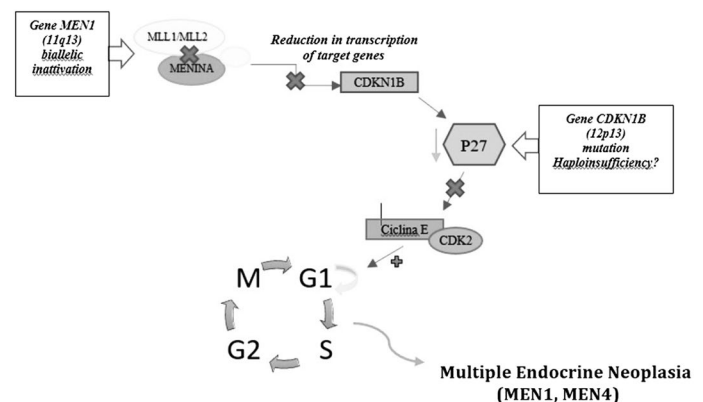 Gene MEN1
(11q13)
biallelic
inattivation
MLL1/MLL2
MENINA
Reduction in transcription
of target genes
CDKN1B
P27
Gene CDKN1B
(12p13)
mutation
Haploinsufficiency?
Ciclina E
CDK2
M
G1
G2
S
Multiple Endocrine Neoplasia
(MEN1, MEN4)